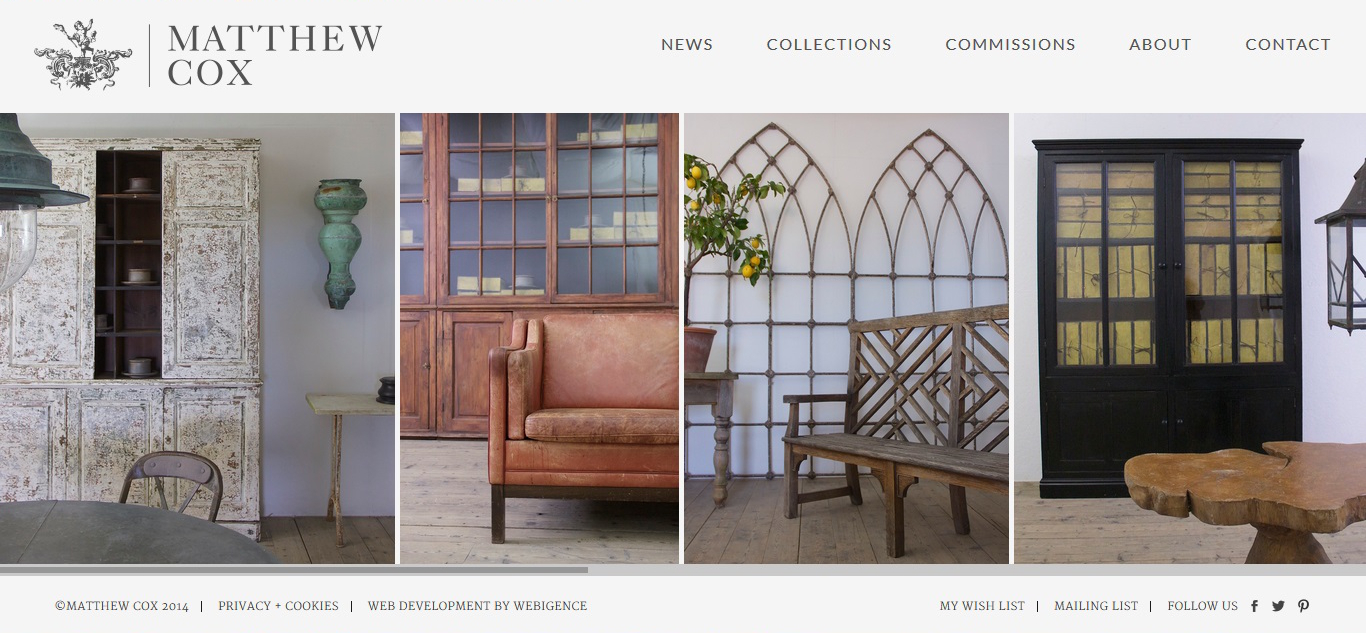 MATTHEW
COX
NEWS COLLECTIONS COMMISSIONS ABOUT CONTACT
©MATTHEW COX 2014 | PRIVACY + COOKIES | WEB DEVELOPMENT BY WEBIGENCE MY WISH LIST | MAILING LIST | FOLLOW US